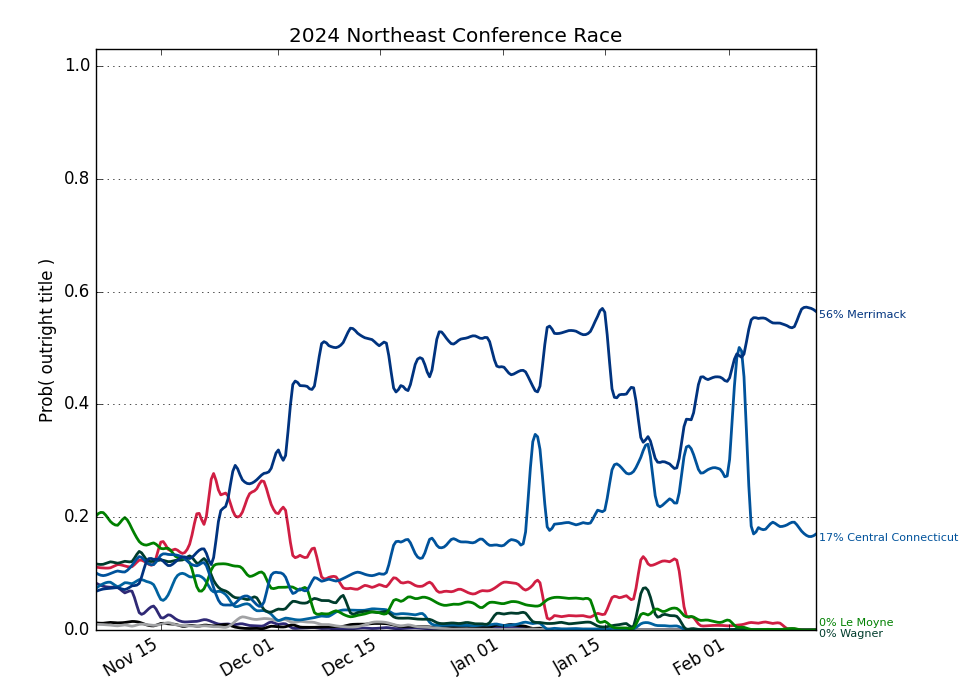 2024 Northeast Conference Race
Prob( outright title )
1.0
0.8
0.6
0.4
0.2
0.0
56% Merrimack
17% Central Connecticut
0% Le Moyne
0% Wagner
Nov 15
Dec 01
Dec 15
Jan 01
Jan 15
Feb 01